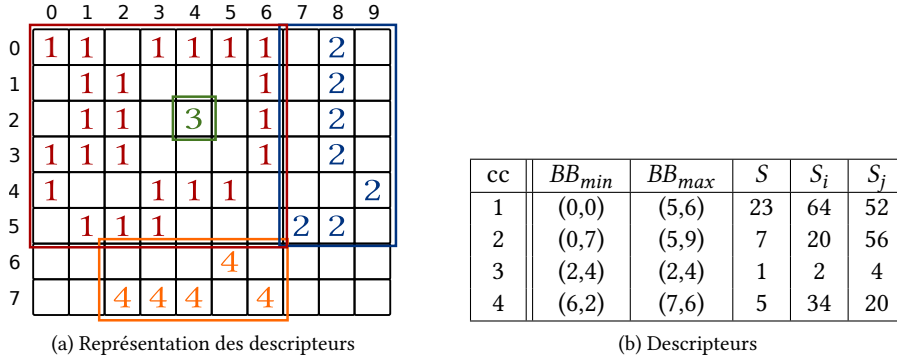 0 1 2 3 4 5 6 7 8 9
0 1 1 1 1 1 1 2
1 1 1 1 2
2 1 1 3 1 2
3 1 1 1 1 2
4 1 1 1 1 2
5 1 1 1 2 2
6 4
7 4 4 4 4
(a) Représentation des descripteurs
cc BB_min BB_max S S_i S_j
1 (0,0) (5,6) 23 64 52
2 (0,7) (5,9) 7 20 56
3 (2,4) (2,4) 1 2 4
4 (6,2) (7,6) 5 34 20
(b) Descripteurs